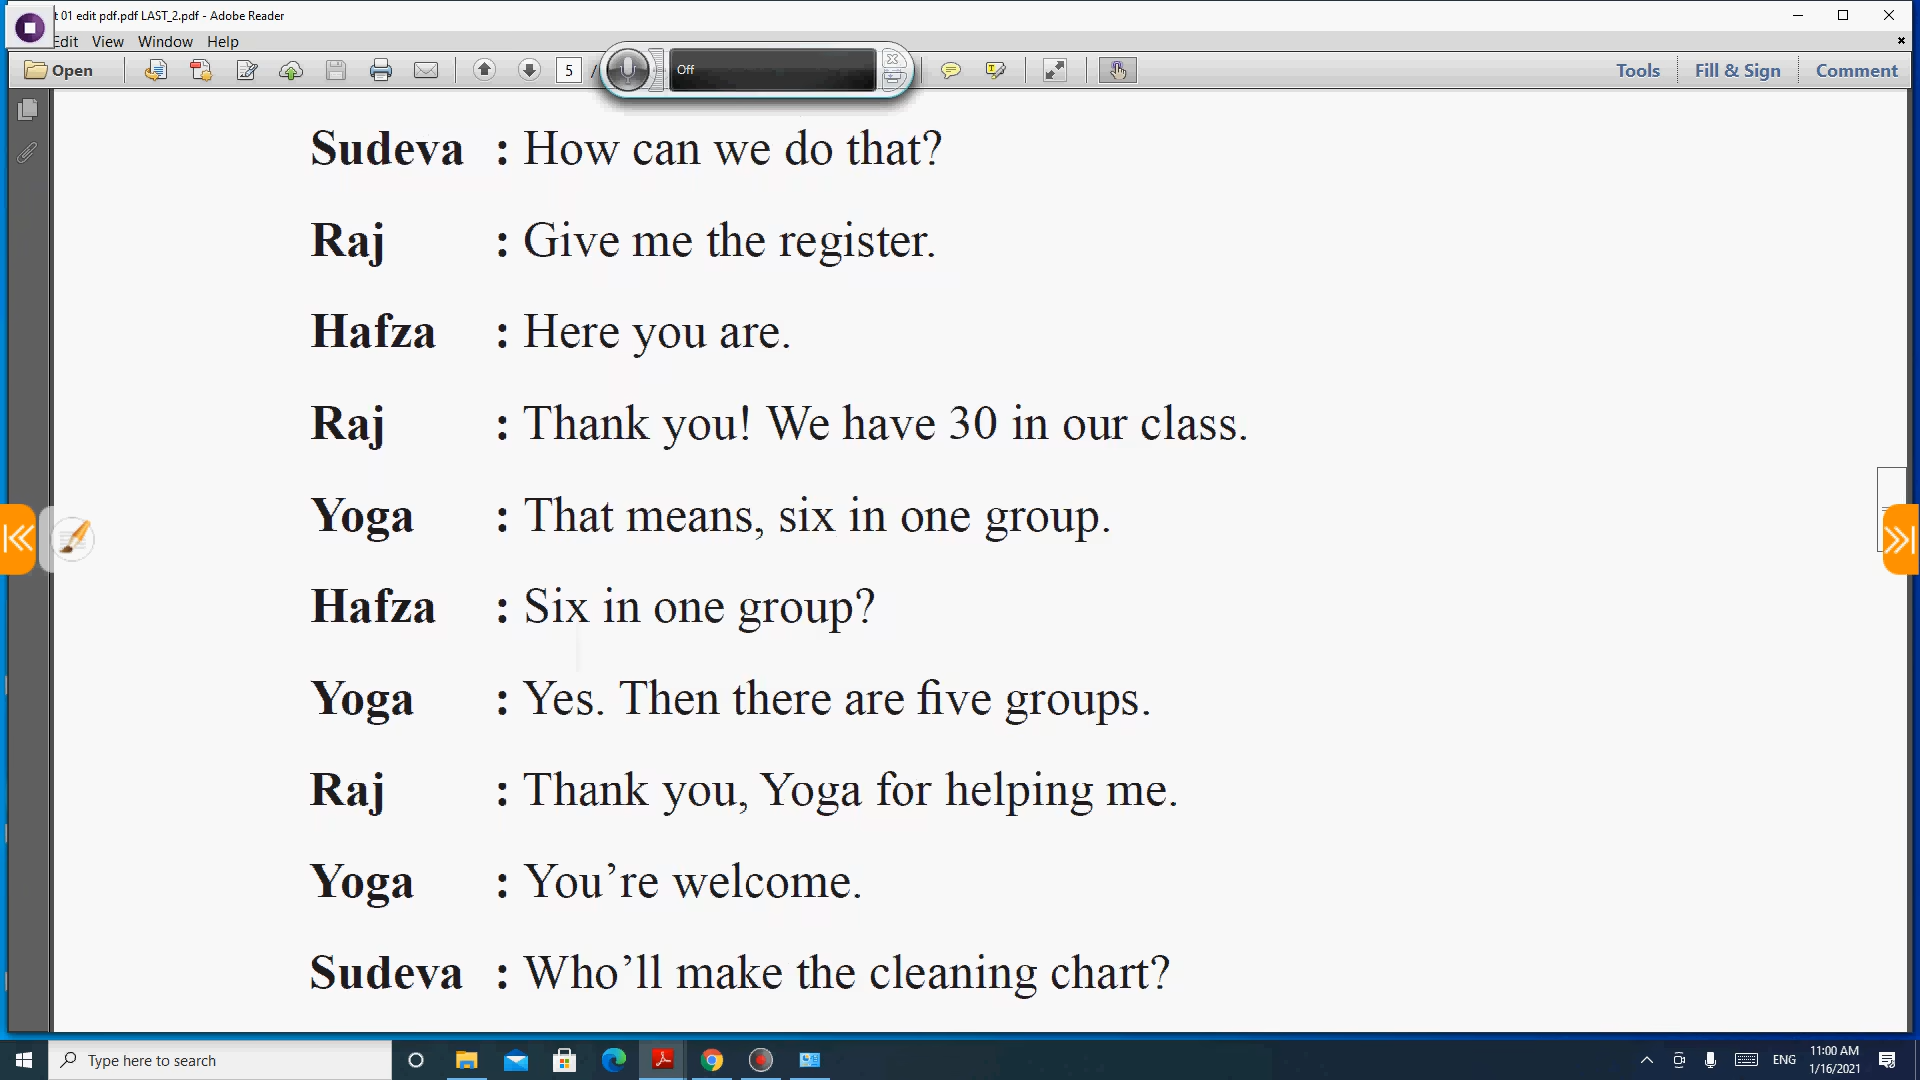 t 01 edit pdf.pdf LAST_2.pdf - Adobe Reader
Edit View Window Help
Open 5 / Off Tools Fill & Sign Comment
Sudeva : How can we do that?
Raj : Give me the register.
Hafza : Here you are.
Raj : Thank you! We have 30 in our class.
Yoga : That means, six in one group.
Hafza : Six in one group?
Yoga : Yes. Then there are five groups.
Raj : Thank you, Yoga for helping me.
Yoga : You’re welcome.
Sudeva : Who’ll make the cleaning chart?
Type here to search ENG 11:00 AM
1/16/2021